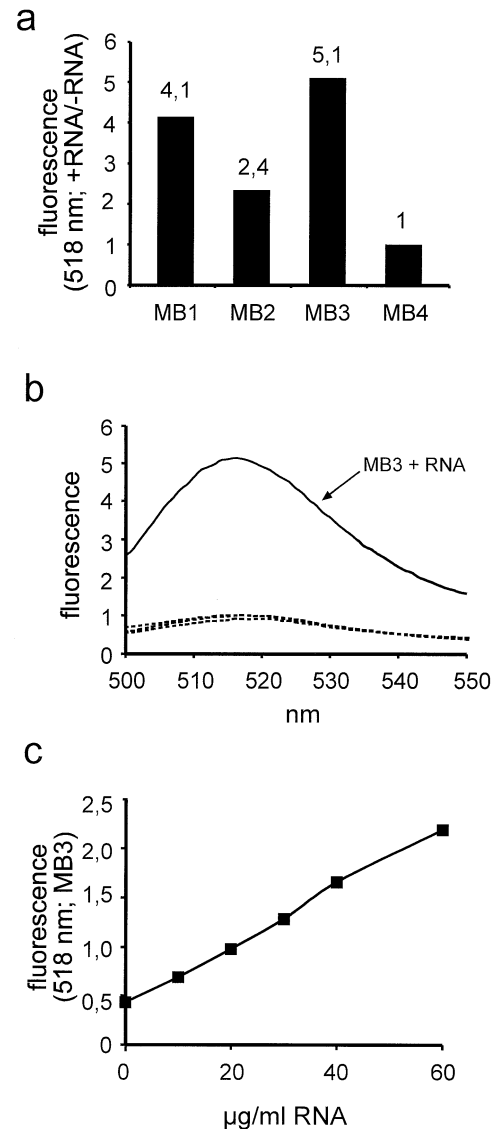 a
fluorescence
(518 nm; +RNA/-RNA)
6
5
4
3
2
1
0
4,1
2,4
5,1
1
MB1 MB2 MB3 MB4
b
fluorescence
6
5
4
3
2
1
0
MB3 + RNA
500 510 520 530 540 550
nm
c
fluorescence
(518 nm; MB3)
2,5
2,0
1,5
1,0
0,5
0
0 20 40 60
µg/ml RNA